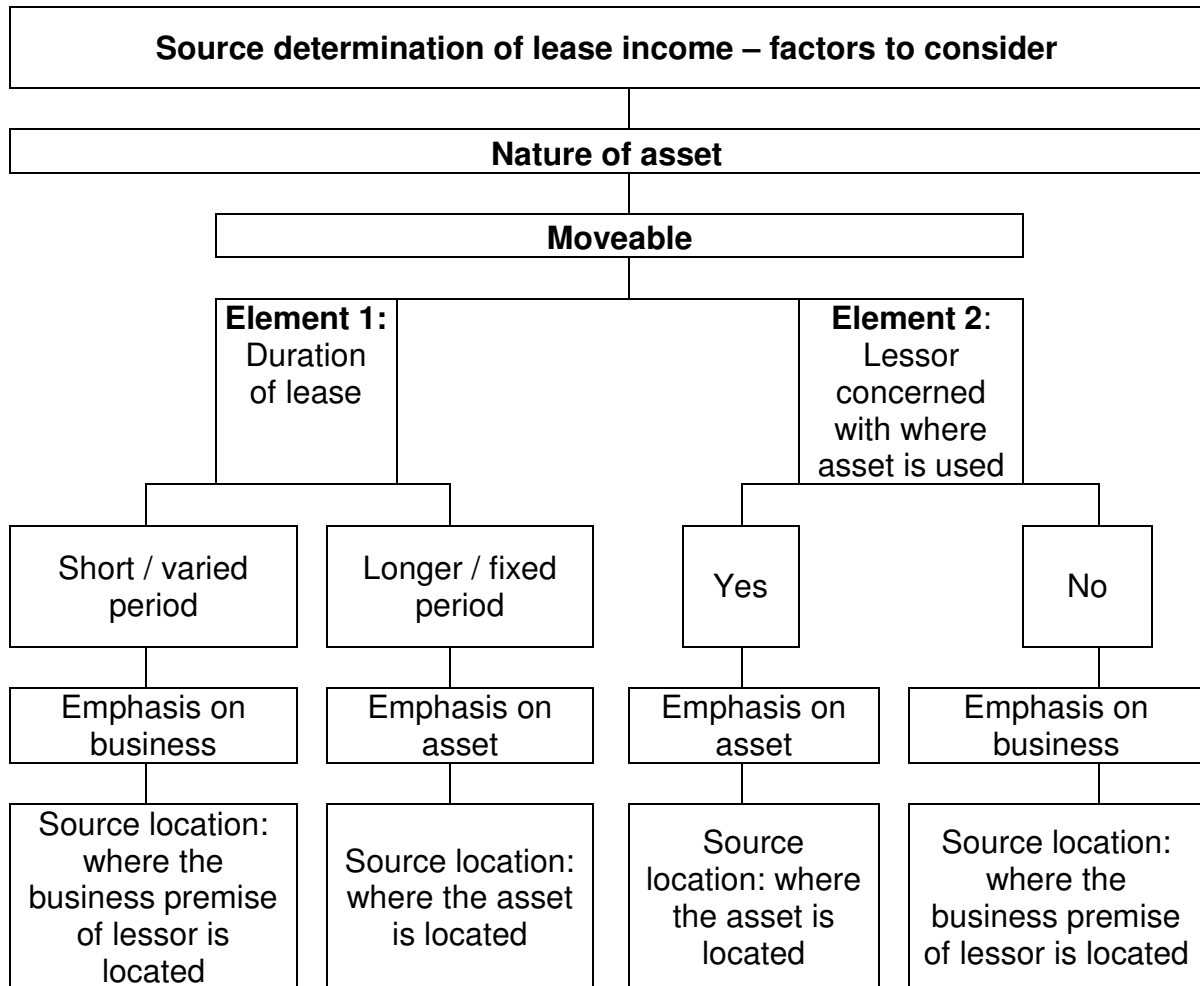 Source determination of lease income – factors to consider
Nature of asset
Moveable
Element 1:
Duration
of lease
Element 2:
Lessor
concerned
with where
asset is used
Short / varied
period
Longer / fixed
period
Yes
No
Emphasis on
business
Emphasis on
asset
Emphasis on
asset
Emphasis on
business
Source location:
where the
business premise
of lessor is
located
Source location:
where the asset
is located
Source
location: where
the asset is
located
Source location:
where the
business premise
of lessor is located